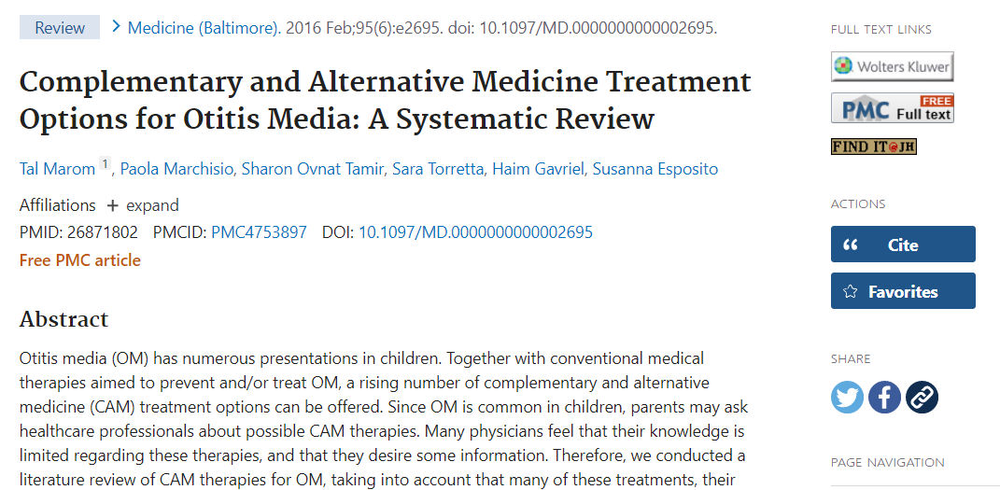 Review > Medicine (Baltimore). 2016 Feb;95(6):e2695. doi: 10.1097/MD.0000000000002695.
Complementary and Alternative Medicine Treatment
Options for Otitis Media: A Systematic Review
Tal Marom 1, Paola Marchisio, Sharon Ovnat Tamir, Sara Torretta, Haim Gavriel, Susanna Esposito
Affiliations + expand
PMID: 26871802 PMCID: PMC4753897 DOI: 10.1097/MD.0000000000002695
Free PMC article
Abstract
Otitis media (OM) has numerous presentations in children. Together with conventional medical
therapies aimed to prevent and/or treat OM, a rising number of complementary and alternative
medicine (CAM) treatment options can be offered. Since OM is common in children, parents may ask
healthcare professionals about possible CAM therapies. Many physicians feel that their knowledge is
limited regarding these therapies, and that they desire some information. Therefore, we conducted a
literature review of CAM therapies for OM, taking into account that many of these treatments, their
FULL TEXT LINKS
Wolters Kluwer
PMC FREE Full text
FIND IT@JH
ACTIONS
Cite
Favorites
SHARE
PAGE NAVIGATION